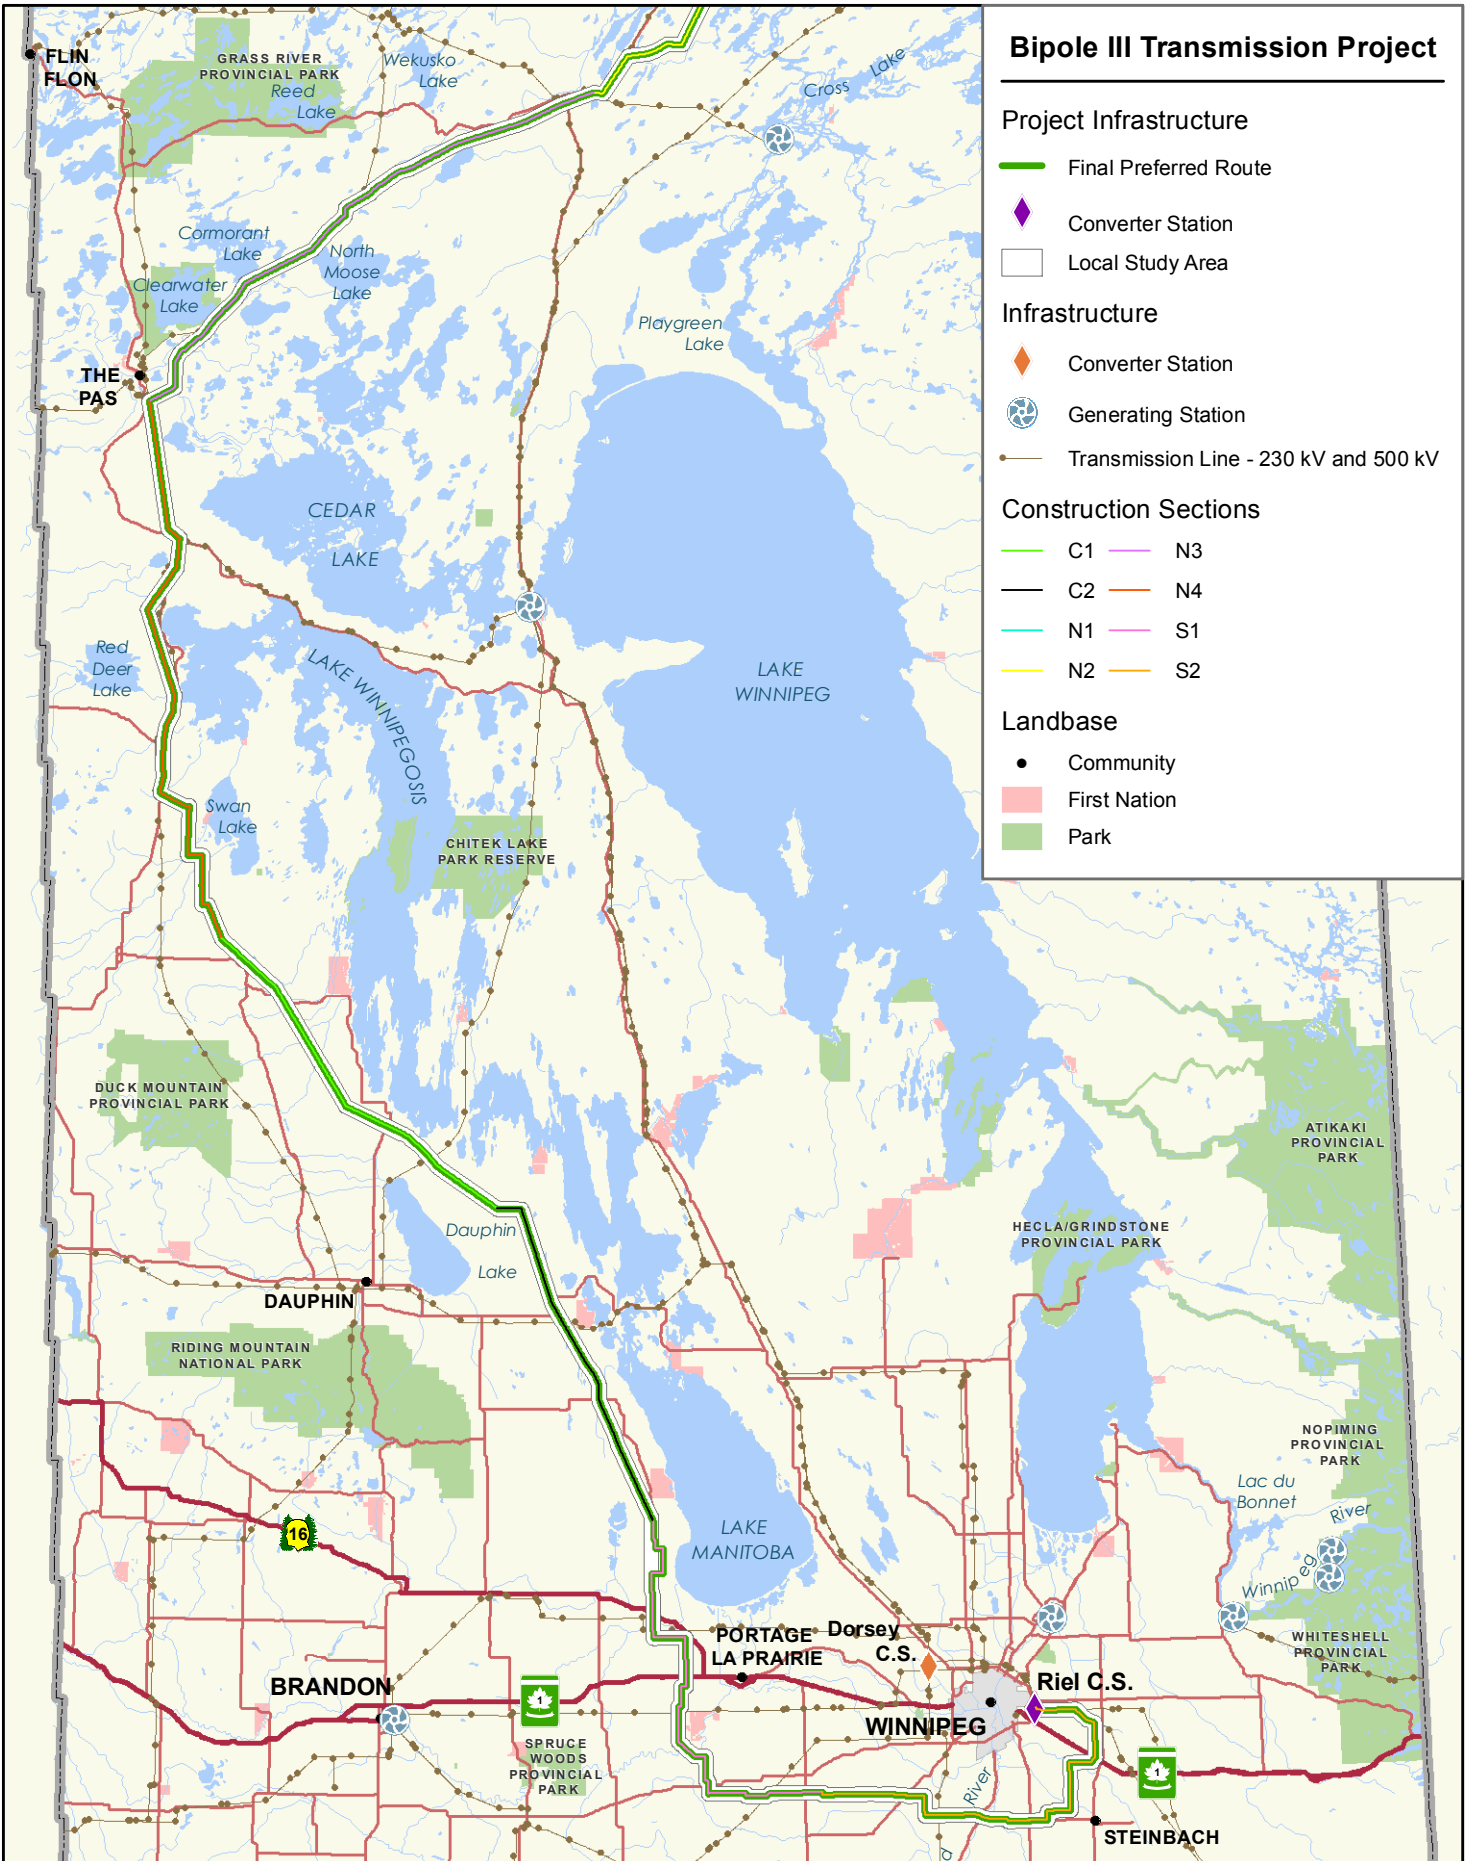 Bipole III Transmission Project
Project Infrastructure
Final Preferred Route
Converter Station
Local Study Area
Infrastructure
Converter Station
Generating Station
Transmission Line - 230 kV and 500 kV
Construction Sections
C1 N3
C2 N4
N1 S1
N2 S2
Landbase
Community
First Nation
Park
FLIN
FLON
GRASS RIVER
PROVINCIAL PARK
Reed
Lake
Wekusko
Lake
Cross Lake
Cormorant
Lake
North
Moose
Lake
Clearwater
Lake
Playgreen
Lake
THE
PAS
CEDAR
LAKE
Red
Deer
Lake
LAKE WINNIPEGOSIS
LAKE
WINNIPEG
Swan
Lake
CHITEK LAKE
PARK RESERVE
DUCK MOUNTAIN
PROVINCIAL PARK
ATIKAKI
PROVINCIAL
PARK
Dauphin
Lake
HECLA/GRINDSTONE
PROVINCIAL PARK
DAUPHIN
RIDING MOUNTAIN
NATIONAL PARK
NOPIMING
PROVINCIAL
PARK
Lac du
Bonnet
River
16
LAKE
MANITOBA
Winnipeg
PORTAGE
LA PRAIRIE
Dorsey
C.S.
WHITESHELL
PROVINCIAL
PARK
BRANDON
1
Riel C.S.
WINNIPEG
SPRUCE
WOODS
PROVINCIAL
PARK
River
1
STEINBACH
d